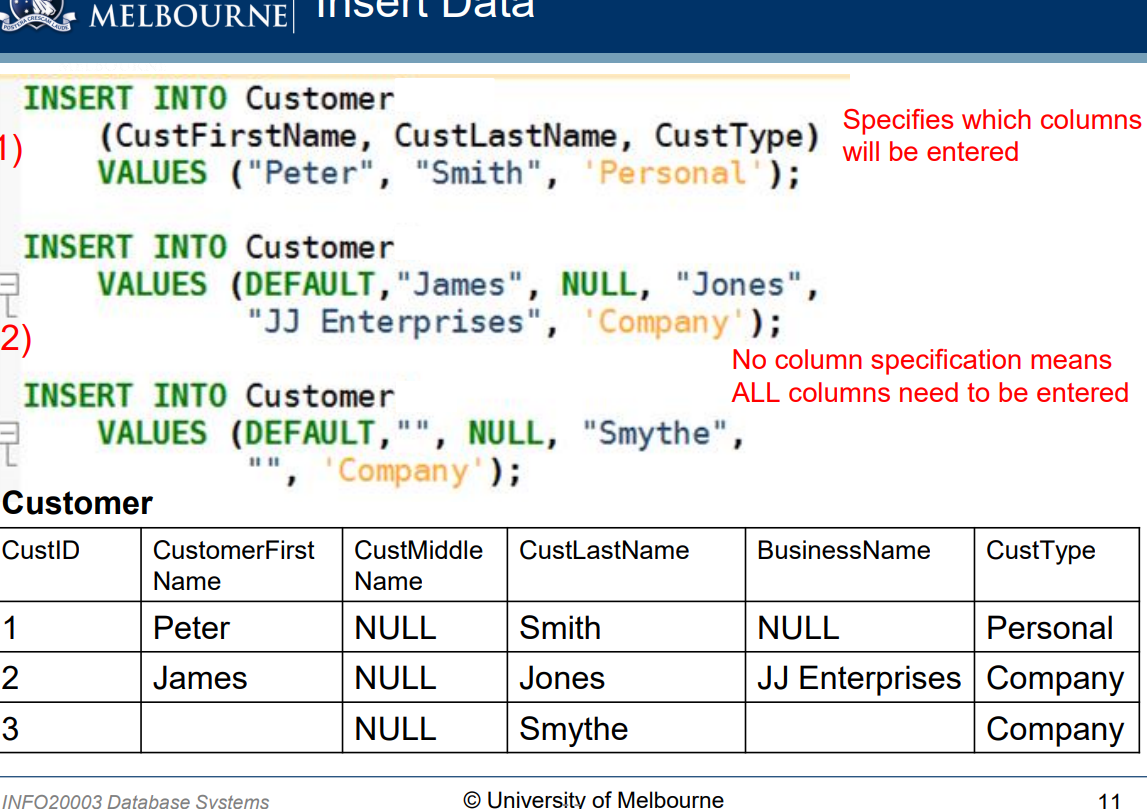 MELBOURNE
Insert Data
INSERT INTO Customer
(CustFirstName, CustLastName, CustType)
VALUES ("Peter", "Smith", 'Personal');
1)
Specifies which columns
will be entered
INSERT INTO Customer
VALUES (DEFAULT,"James", NULL, "Jones",
"JJ Enterprises", 'Company');
2)
No column specification means
ALL columns need to be entered
INSERT INTO Customer
VALUES (DEFAULT,"", NULL, "Smythe",
"", 'Company');
Customer
CustID CustomerFirst CustMiddle CustLastName BusinessName CustType
Name Name
1 Peter NULL Smith NULL Personal
2 James NULL Jones JJ Enterprises Company
3 NULL Smythe Company
INFO20003 Database Systems © University of Melbourne 11